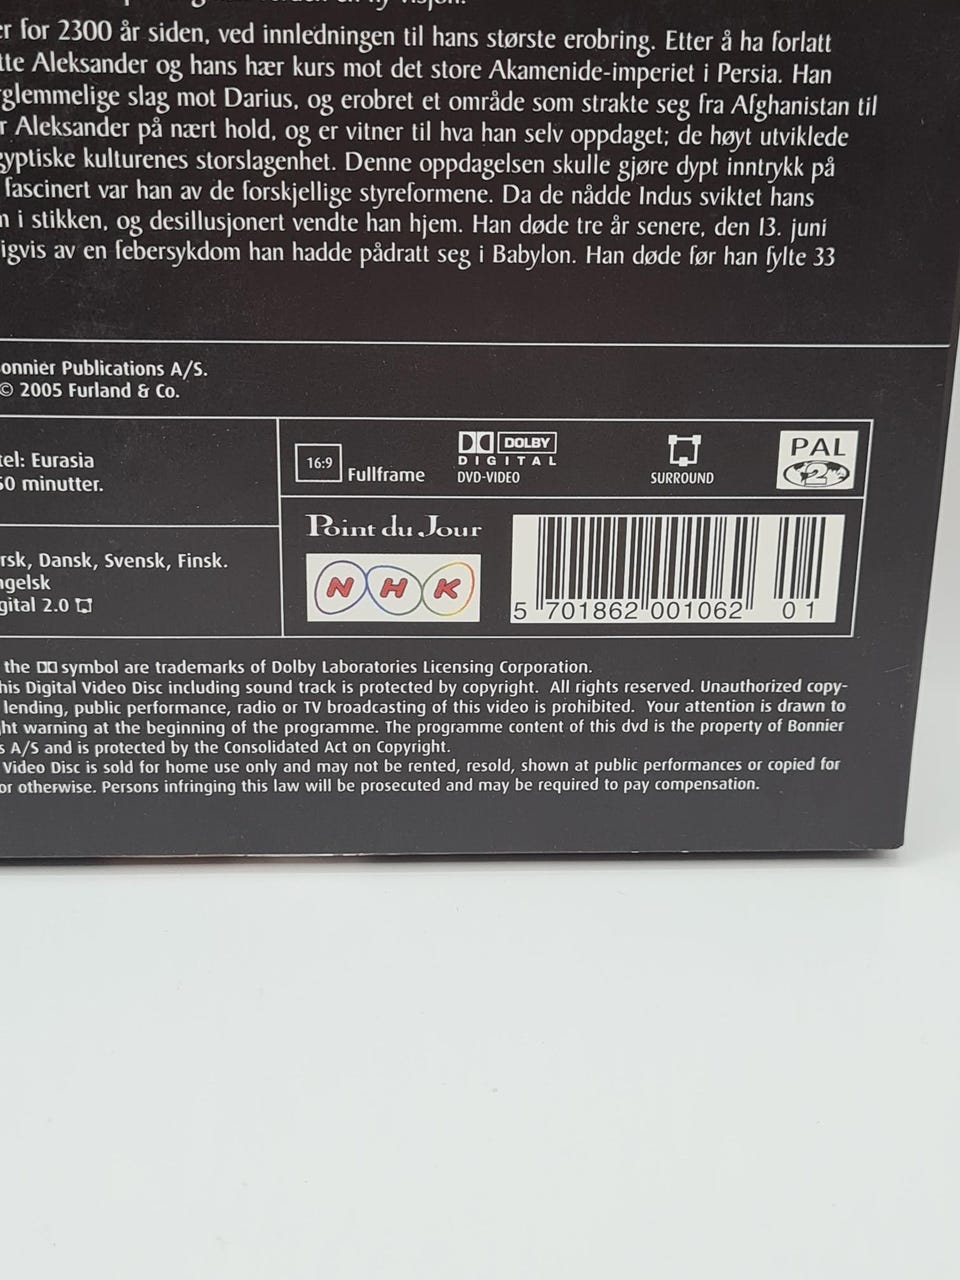 for 2300 år siden, ved innledningen til hans største erobring. Etter å ha forlatt
Aleksander og hans hær kurs mot det store Akamenide-imperiet i Persia. Han
slag mot Darius, og erobret et område som strakte seg fra Afghanistan til
Aleksander på nært hold, og er vitner til hva han selv oppdaget; de høyt utviklede
kulturenes storslagenhet. Denne oppdagelsen skulle gjøre dypt inntrykk på
fascinert var han av de forskjellige styreformene. Da de nådde Indus sviktet hans
i stikken, og desillusjonert vendte han hjem. Han døde tre år senere, den 13. juni
av en febersykdom han hadde pådratt seg i Babylon. Han døde før han fylte 33
onnier Publications A/S.
© 2005 Furland & Co.
tel: Eurasia
50 minutter.
16:9 Fullframe
DOLBY
DIGITAL
DVD-VIDEO
SURROUND
PAL
2
rsk, Dansk, Svensk, Finsk.
ngelsk
gital 2.0
Point du Jour
NHK
5 701862 001062 01
the symbol are trademarks of Dolby Laboratories Licensing Corporation.
his Digital Video Disc including sound track is protected by copyright. All rights reserved. Unauthorized copy-
lending, public performance, radio or TV broadcasting of this video is prohibited. Your attention is drawn to
ht warning at the beginning of the programme. The programme content of this dvd is the property of Bonnier
s A/S and is protected by the Consolidated Act on Copyright.
Video Disc is sold for home use only and may not be rented, resold, shown at public performances or copied for
or otherwise. Persons infringing this law will be prosecuted and may be required to pay compensation.